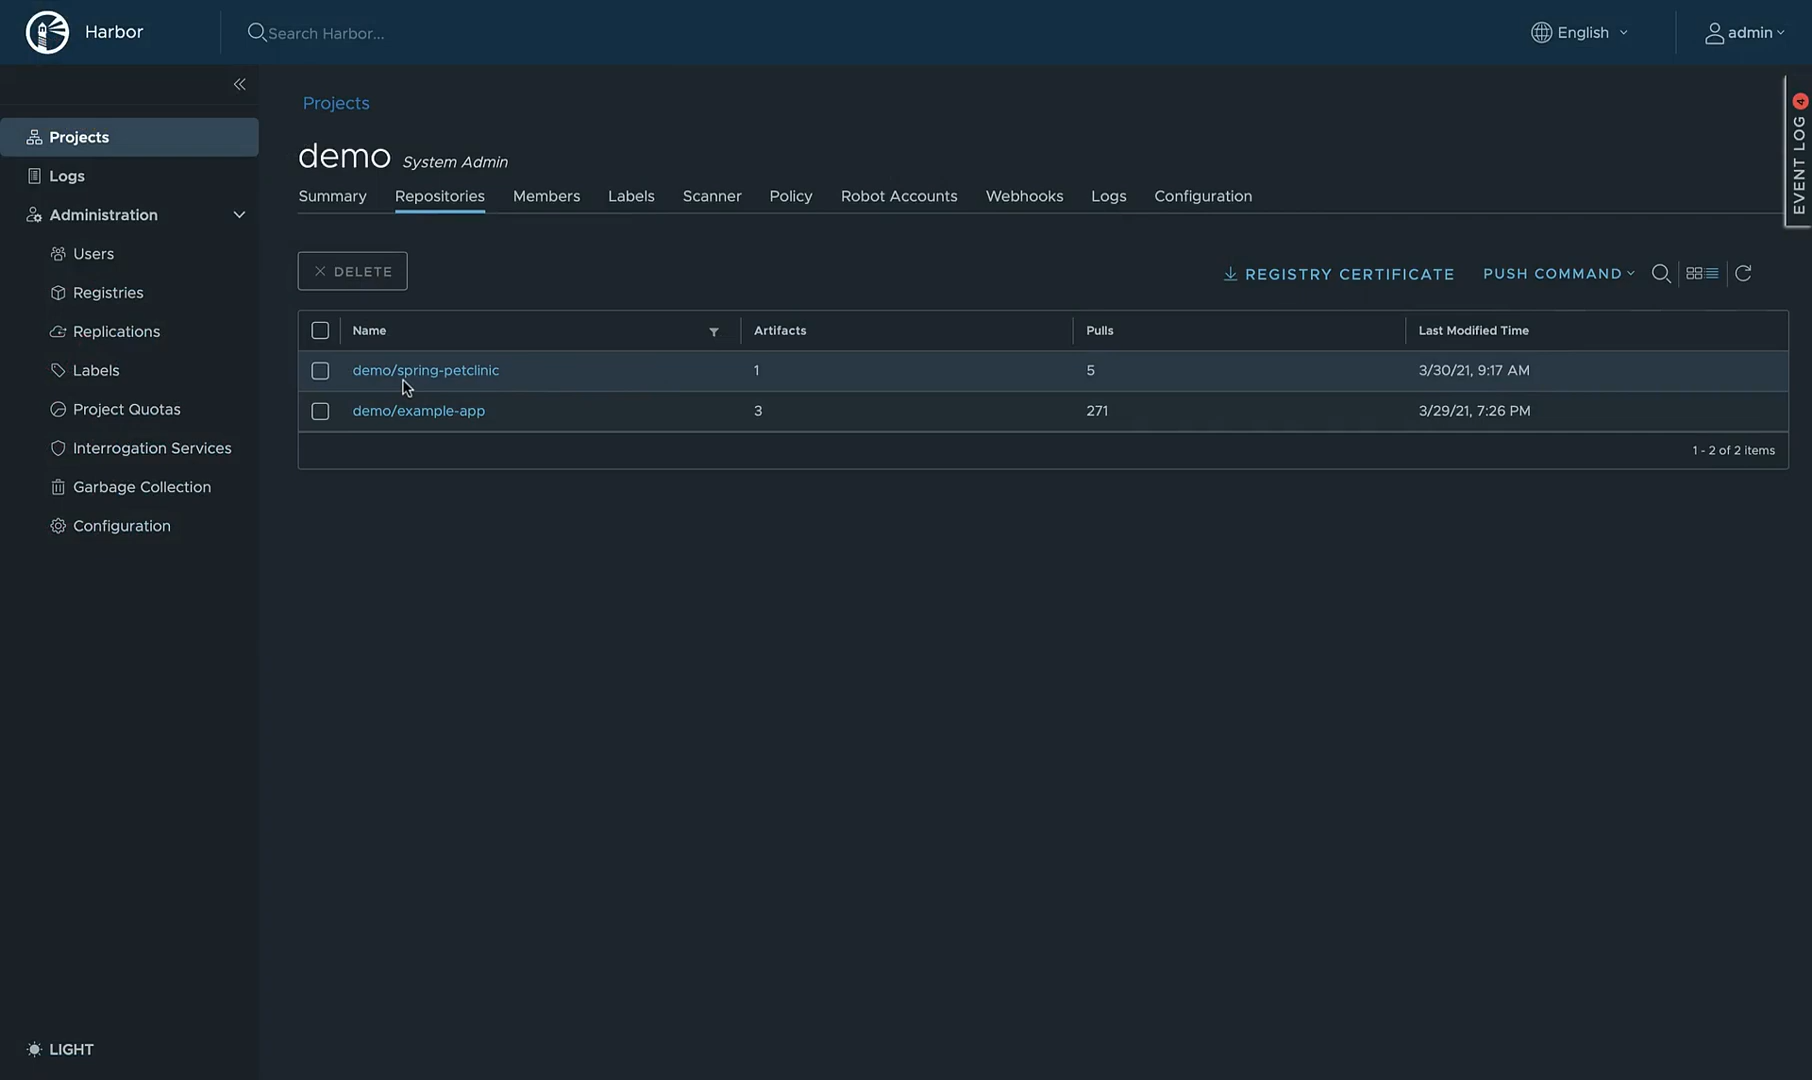 Harbor
Search Harbor...
English
admin
EVENT LOG 4
Projects
Logs
Administration
Users
Registries
Replications
Labels
Project Quotas
Interrogation Services
Garbage Collection
Configuration
LIGHT
Projects
demo System Admin
Summary Repositories Members Labels Scanner Policy Robot Accounts Webhooks Logs Configuration
DELETE REGISTRY CERTIFICATE PUSH COMMAND
Name Artifacts Pulls Last Modified Time
demo/spring-petclinic 1 5 3/30/21, 9:17 AM
demo/example-app 3 271 3/29/21, 7:26 PM
1 - 2 of 2 items